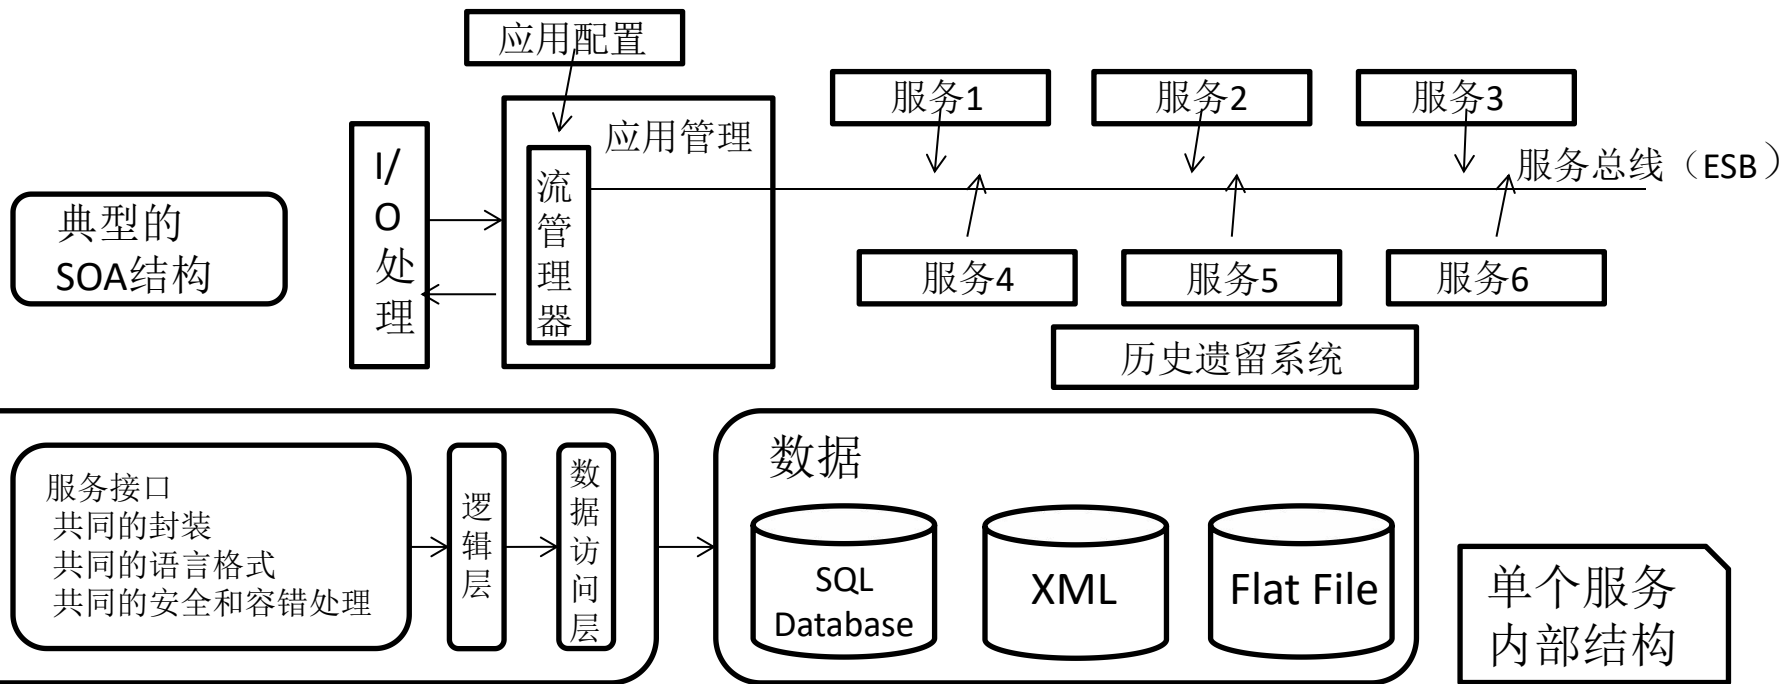 应用配置
服务1
服务2
服务3
应用管理
I/
O
处
理
流
管
理
器
服务总线（ESB）
典型的
SOA结构
服务4
服务5
服务6
历史遗留系统
服务接口
共同的封装
共同的语言格式
共同的安全和容错处理
逻
辑
层
数
据
访
问
层
数据
SQL
Database
XML
Flat File
单个服务
内部结构